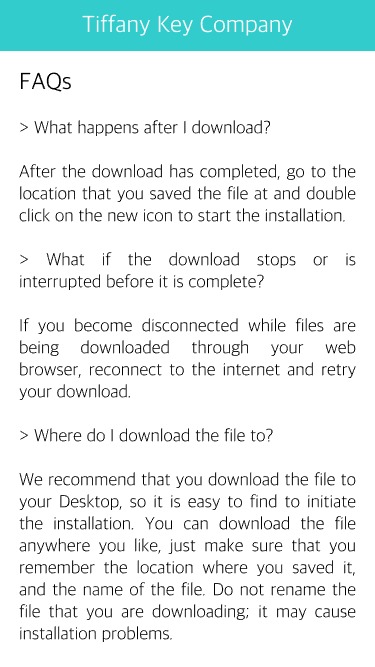 Tiffany Key Company
FAQs
> What happens after I download?
After the download has completed, go to the
location that you saved the file at and double
click on the new icon to start the installation.
> What if the download stops or is
interrupted before it is complete?
If you become disconnected while files are
being downloaded through your web
browser, reconnect to the internet and retry
your download.
> Where do I download the file to?
We recommend that you download the file to
your Desktop, so it is easy to find to initiate
the installation. You can download the file
anywhere you like, just make sure that you
remember the location where you saved it,
and the name of the file. Do not rename the
file that you are downloading; it may cause
installation problems.